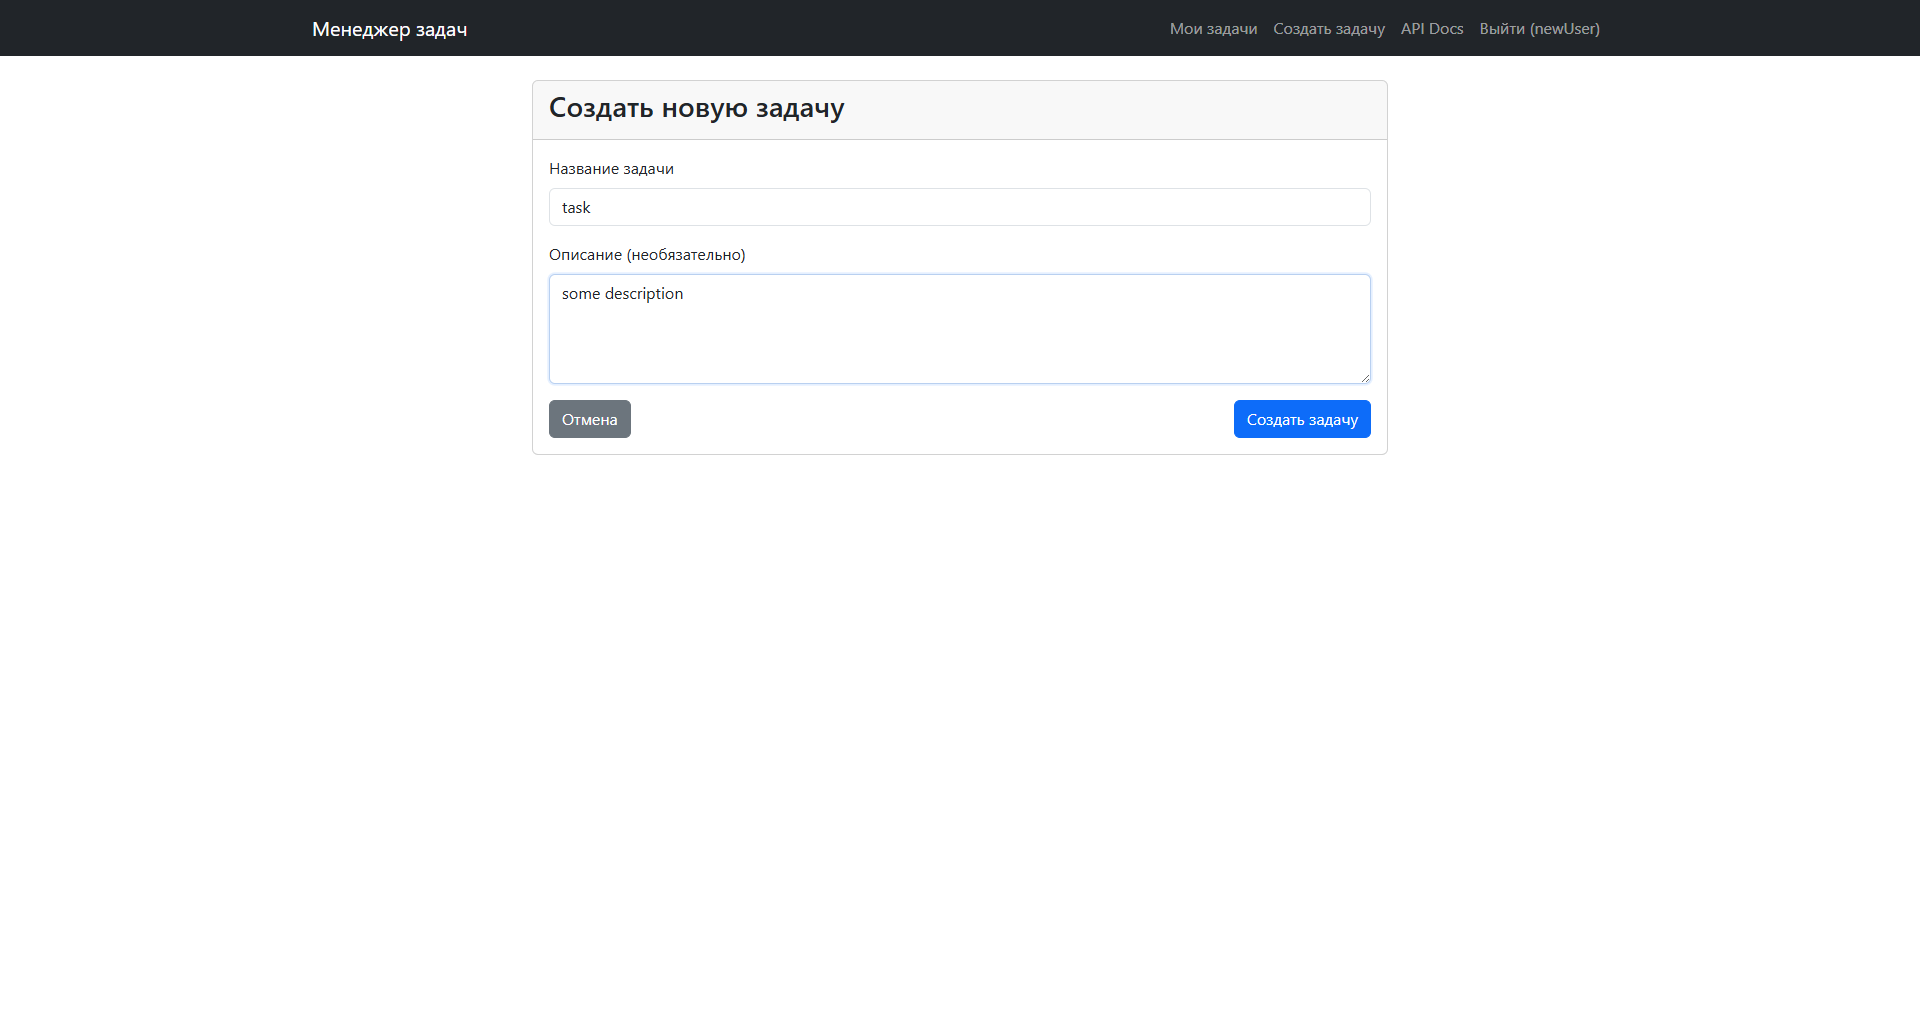 Менеджер задач
Мои задачи Создать задачу API Docs Выйти (newUser)
Создать новую задачу
Название задачи
task
Описание (необязательно)
some description
Отмена
Создать задачу